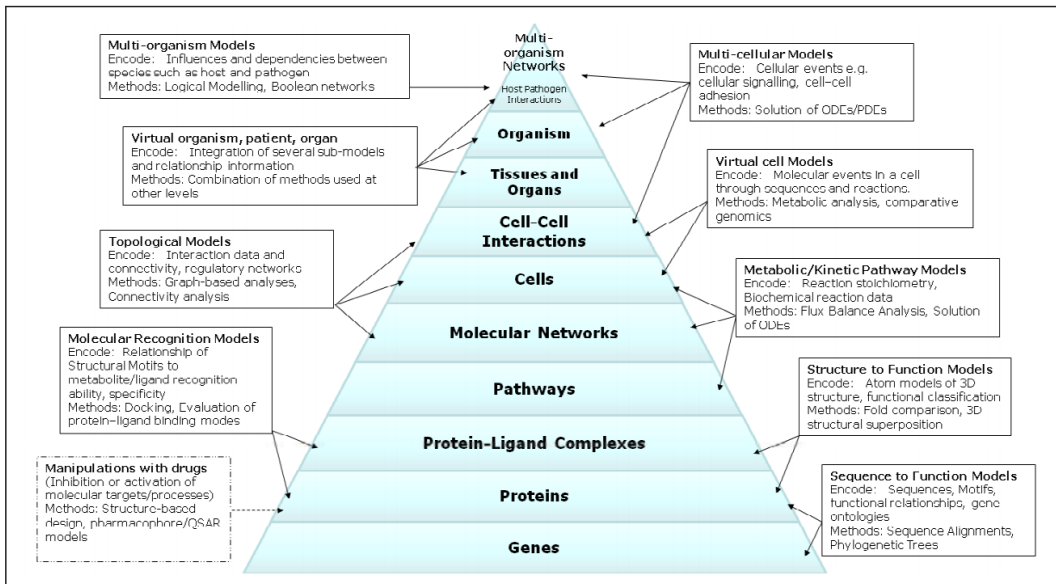 Multi-organism Models
Encode: Influences and dependencies between
species such as host and pathogen
Methods: Logical Modelling, Boolean networks
Virtual organism, patient, organ
Encode: Integration of several sub-models
and relationship information
Methods: Combination of methods used at
other levels
Topological Models
Encode: Interaction data and
connectivity, regulatory networks
Methods: Graph-based analyses,
Connectivity analysis
Molecular Recognition Models
Encode: Relationship of
Structural Motifs to
metabolite/ligand recognition
ability, specificity
Methods: Docking, Evaluation of
protein-ligand binding modes
Manipulations with drugs
(Inhibition or activation of
molecular targets/processes)
Methods: Structure-based
design, pharmacophore/QSAR
models
Multi-
organism
Networks
Host Pathogen
Interactions
Organism
Tissues and
Organs
Cell-Cell
Interactions
Cells
Molecular Networks
Pathways
Protein-Ligand Complexes
Proteins
Genes
Multi-cellular Models
Encode: Cellular events e.g.
cellular signalling, cell-cell
adhesion
Methods: Solution of ODEs/PDEs
Virtual cell Models
Encode: Molecular events in a cell
through sequences and reactions.
Methods: Metabolic analysis, comparative
genomics
Metabolic/Kinetic Pathway Models
Encode: Reaction stoichiometry,
Biochemical reaction data
Methods: Flux Balance Analysis, Solution
of ODEs
Structure to Function Models
Encode: Atom models of 3D
structure, functional classification
Methods: Fold comparison, 3D
structural superposition
Sequence to Function Models
Encode: Sequences, Motifs,
functional relationships, gene
ontologies
Methods: Sequence Alignments,
Phylogenetic Trees